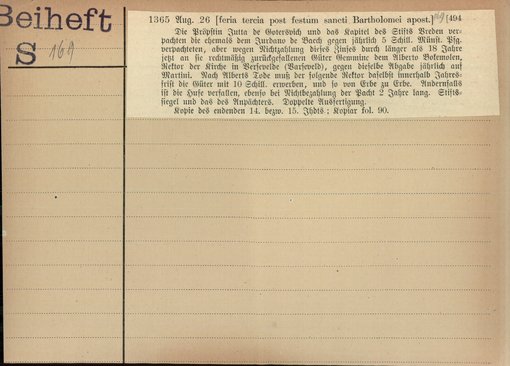 Beiheft
S 169
1365 Aug. 26 [feria tercia post festum sancti Bartholomei apost.] [494
Die Pröpstin Jutta de Goterswich und das Kapitel des Stifts Vreden ver-
pachten die ehemals dem Jurdano de Baech gegen jährlich 5 Schill. Münst. Pfg.
verpachteten, aber wegen Nichtzahlung dieses Zinses durch länger als 18 Jahre
jetzt an sie rechtmäßig zurückgefallenen Güter Gemmine dem Alberto Botemolen,
Rektor der Kirche in Versevelde (Varseveld), gegen dieselbe Abgabe jährlich auf
Martini. Nach Alberts Tode muß der folgende Rektor daselbst innerhalb Jahres-
frist die Güter mit 10 Schill. erwerben, und so von Erbe zu Erbe. Andernfalls
ist die Hufe verfallen, ebenso bei Nichtbezahlung der Pacht 2 Jahre lang. Stifts-
siegel und das des Anpächters. Doppelte Ausfertigung.
Kopie des endenden 14. bezw. 15. Jhdts; Kopiar fol. 90.